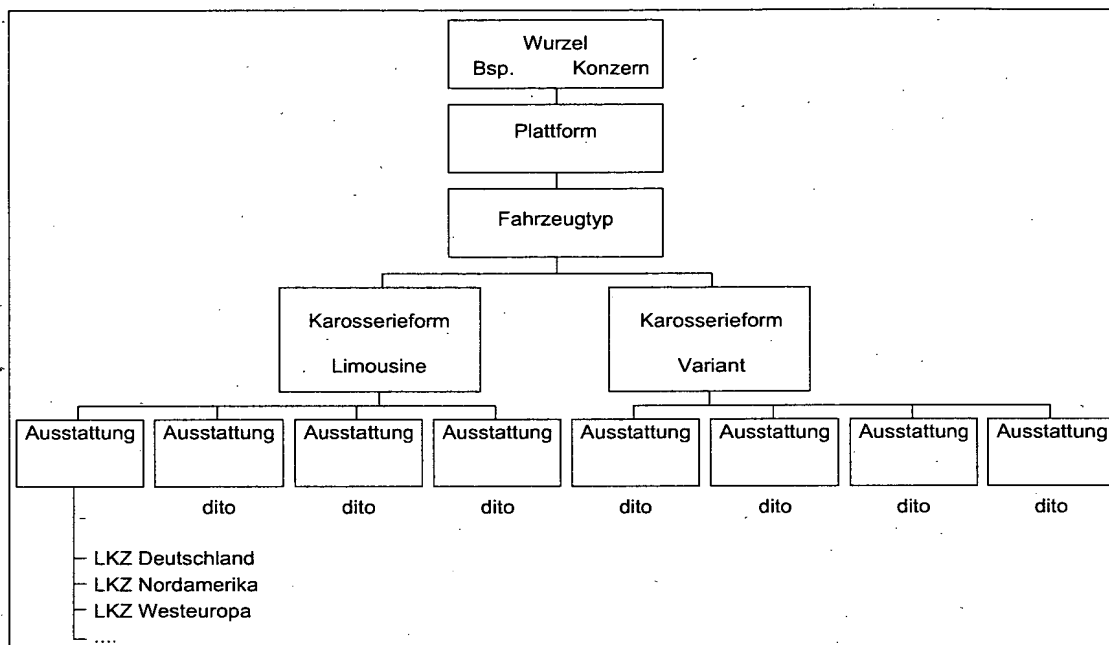 Wurzel
Bsp. Konzern
Plattform
Fahrzeugtyp
Karosserieform
Limousine
Karosserieform
Variant
Ausstattung Ausstattung Ausstattung Ausstattung Ausstattung Ausstattung Ausstattung Ausstattung
dito dito dito dito dito dito dito
LKZ Deutschland
LKZ Nordamerika
LKZ Westeuropa
....